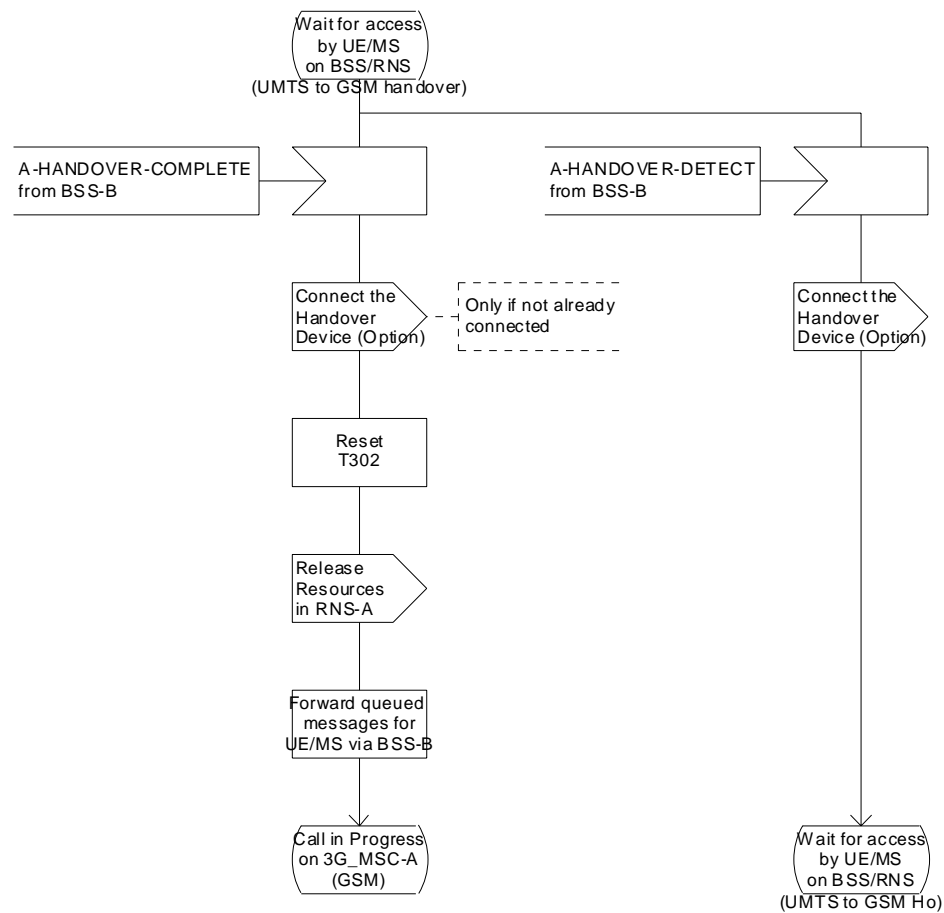 Wait for access
by UE/MS
on BSS/RNS
(UMTS to GSM handover)
A-HANDOVER-COMPLETE
from BSS-B
A-HANDOVER-DETECT
from BSS-B
Connect the
Handover
Device (Option)
Only if not already
connected
Connect the
Handover
Device (Option)
Reset
T302
Release
Resources
in RNS-A
Forward queued
messages for
UE/MS via BSS-B
Call in Progress
on 3G_MSC-A
(GSM)
Wait for access
by UE/MS
on BSS/RNS
(UMTS to GSM Ho)